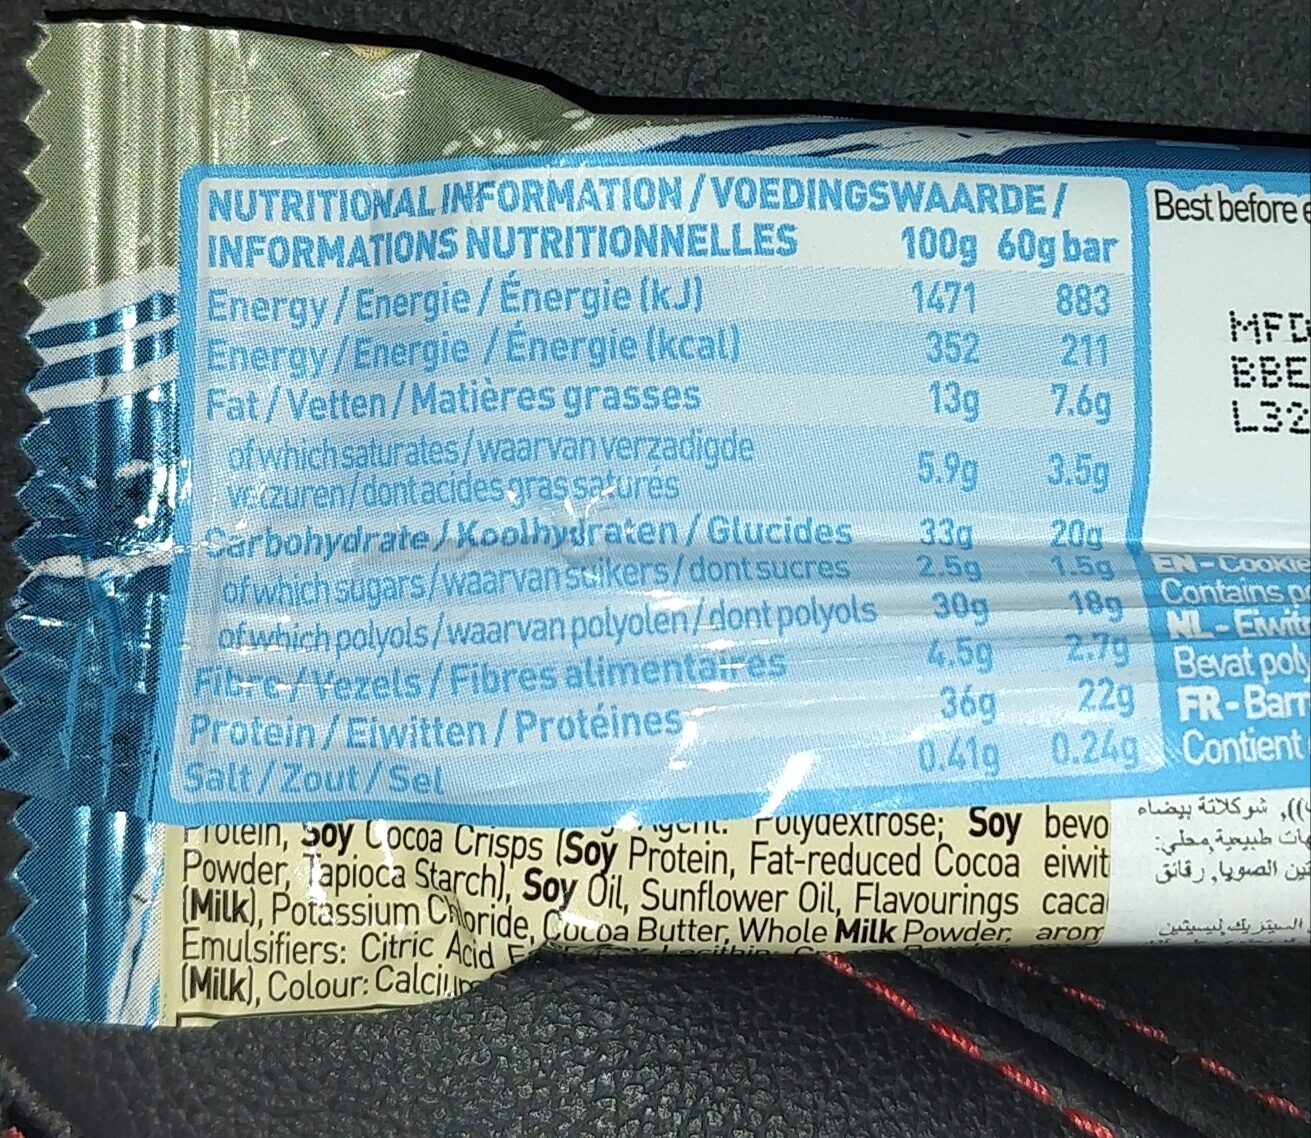 NUTRITIONAL INFORMATION / VOEDINGSWAARDE /
INFORMATIONS NUTRITIONNELLES 100g 60g bar
Energy / Energie / Énergie (kJ) 1471 883
Energy / Energie / Énergie (kcal) 352 211
Fat / Vetten / Matières grasses 13g 7.6g
of which saturates / waarvan verzadigde
vetzuren / dont acides gras saturés 5.9g 3.5g
Carbohydrate / Koolhydraten / Glucides 33g 20g
of which sugars / waarvan suikers / dont sucres 2.5g 1.5g
of which polyols / waarvan polyolen / dont polyols 30g 18g
Fibre / Vezels / Fibres alimentaires 4.5g 2.7g
Protein / Eiwitten / Protéines 36g 22g
Salt / Zout / Sel 0.41g 0.24g
Best before
MFD
BBE
L32
EN - Cookie
Contains
NL - Eiwit
Bevat
FR - Barr
Contient
Protein, Soy Cocoa Crisps (Soy Protein, Fat-reduced Cocoa
Polydextrose; Soy bevo
Powder, Tapioca Starch), Soy Oil, Sunflower Oil, Flavourings eiwit
(Milk), Potassium Chloride, Cocoa Butter, Whole Milk Powder, caca
Emulsifiers: Citric Acid arom
(Milk), Colour: Calcium
شوكلاتة بيضاء
طبيعية, محلي:
الصويا, رقائق